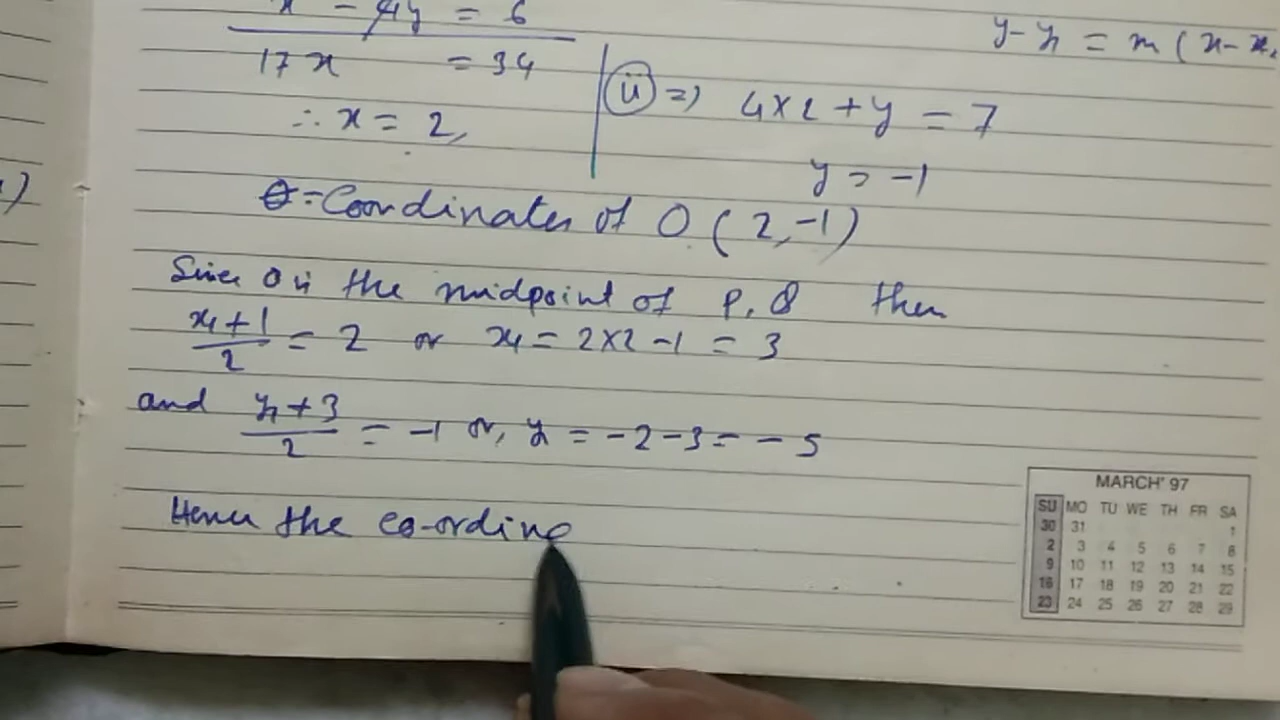 x - 4y = 6
y - y₁ = m(x - x₁
17x = 34
(ii) => 4×2 + y = 7
∴ x = 2,
y = -1
Coordinates of O (2, -1)
Since O is the midpoint of P, Q then
x₁+1/2 = 2 or x₁ = 2×2 - 1 = 3
and y₁+3/2 = -1 or, y₁ = -2 - 3 = -5
Hence the co-ordin
MARCH' 97
SU MO TU WE TH FR SA
30 31 1
2 3 4 5 6 7 8
9 10 11 12 13 14 15
16 17 18 19 20 21 22
23 24 25 26 27 28 29